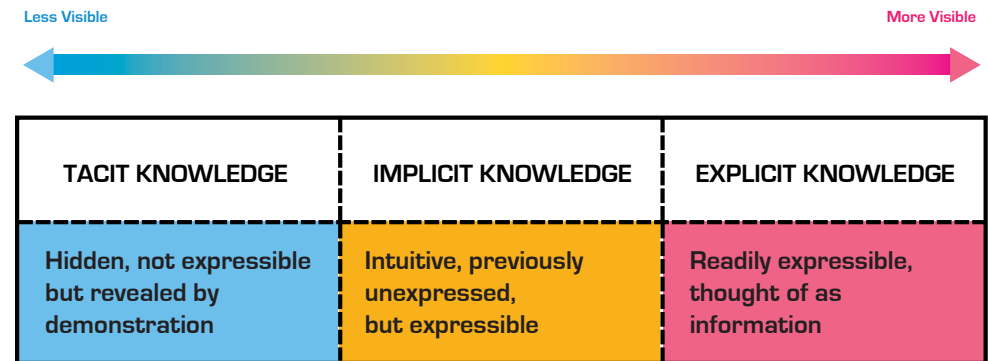 Less Visible
More Visible
TACIT KNOWLEDGE
IMPLICIT KNOWLEDGE
EXPLICIT KNOWLEDGE
Hidden, not expressible
but revealed by
demonstration
Intuitive, previously
unexpressed,
but expressible
Readily expressible,
thought of as
information